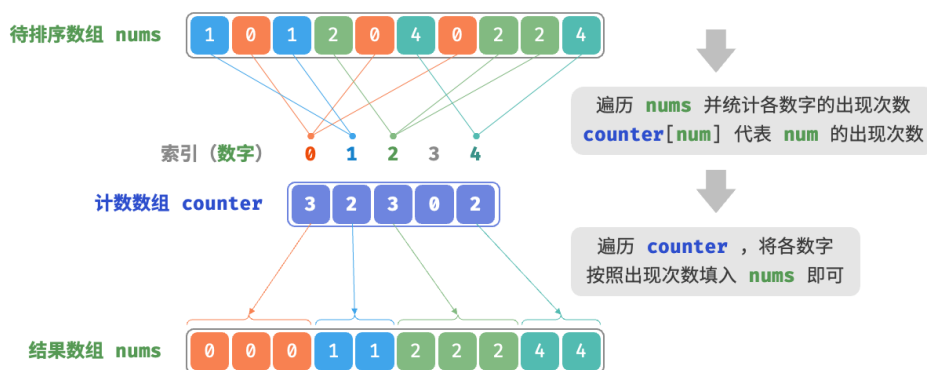 待排序数组 nums 1 0 1 2 0 4 0 2 2 4
遍历 nums 并统计各数字的出现次数
counter[num] 代表 num 的出现次数
索引（数字） 0 1 2 3 4
计数数组 counter 3 2 3 0 2
遍历 counter ，将各数字
按照出现次数填入 nums 即可
结果数组 nums 0 0 0 1 1 2 2 2 4 4